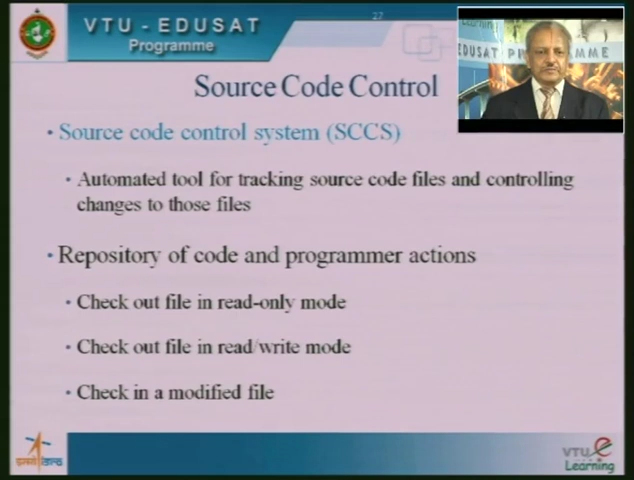 27
VTU - EDUSAT
Programme
EDUSAT PR GRAMME
Source Code Control
• Source code control system (SCCS)
• Automated tool for tracking source code files and controlling
changes to those files
• Repository of code and programmer actions
• Check out file in read-only mode
• Check out file in read/write mode
• Check in a modified file
VTU e
Learning